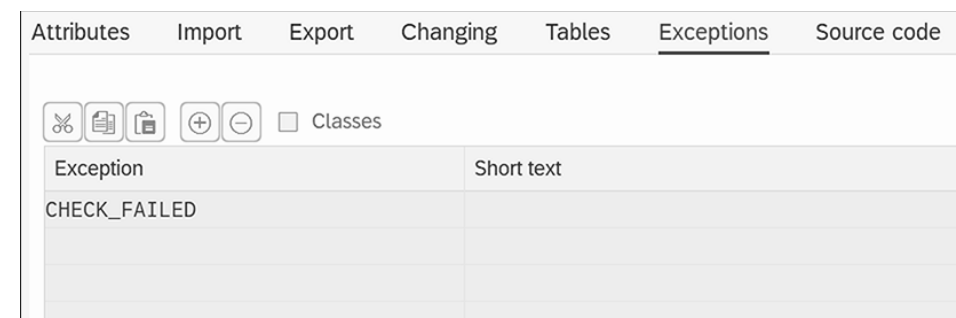 Attributes Import Export Changing Tables Exceptions Source code
Classes
Exception Short text
CHECK_FAILED